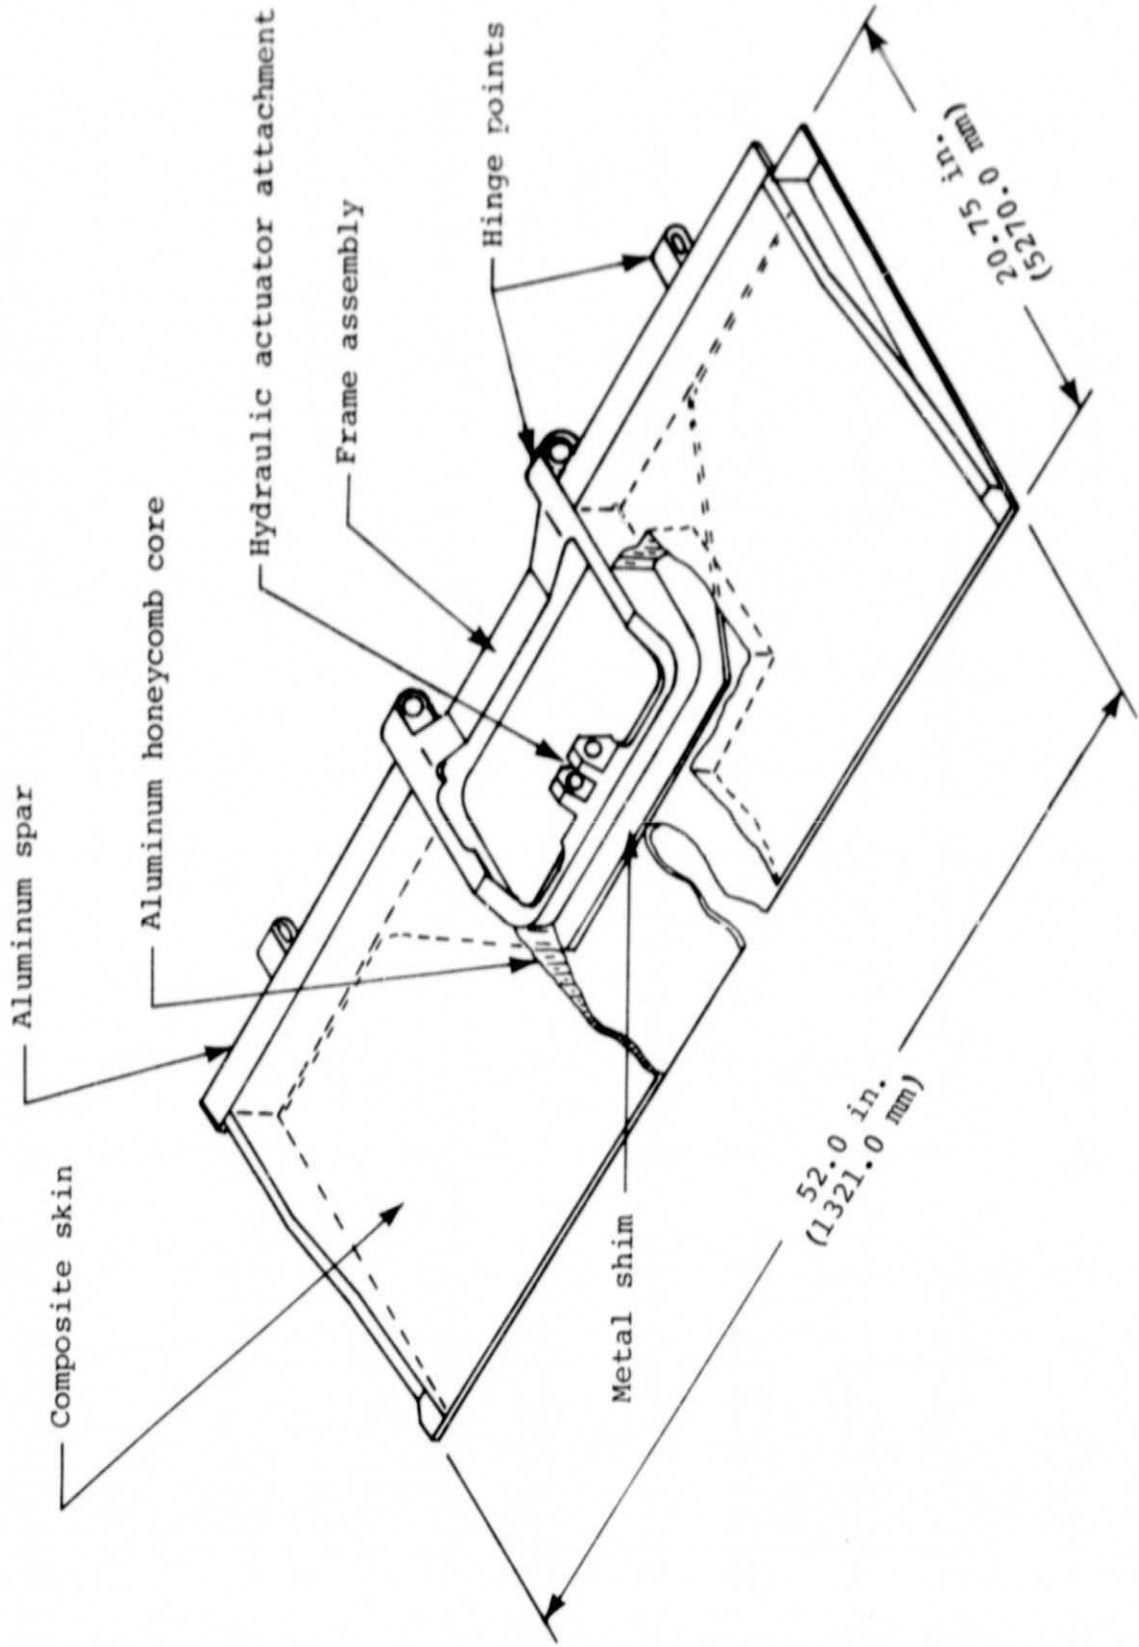 Composite skin
Aluminum spar
Aluminum honeycomb core
Hydraulic actuator attachment
Frame assembly
Hinge points
Metal shim
52.0 in.
(1321.0 mm)
20.75 in.
(5270.0 mm)